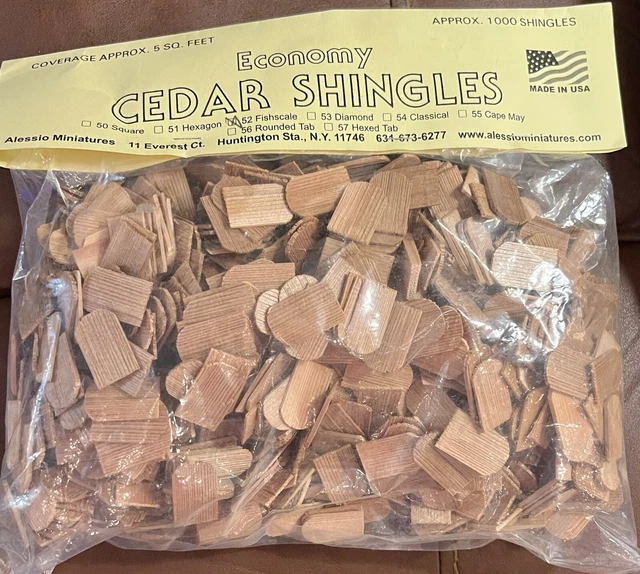 COVERAGE APPROX. 5 SQ. FEET
APPROX. 1000 SHINGLES
Economy
CEDAR SHINGLES
MADE IN USA
50 Square 51 Hexagon 52 Fishscale 53 Diamond 54 Classical 55 Cape May
56 Rounded Tab 57 Hexed Tab
Alessio Miniatures 11 Everest Ct. Huntington Sta., N.Y. 11746 631-673-6277 www.alessiominiatures.com